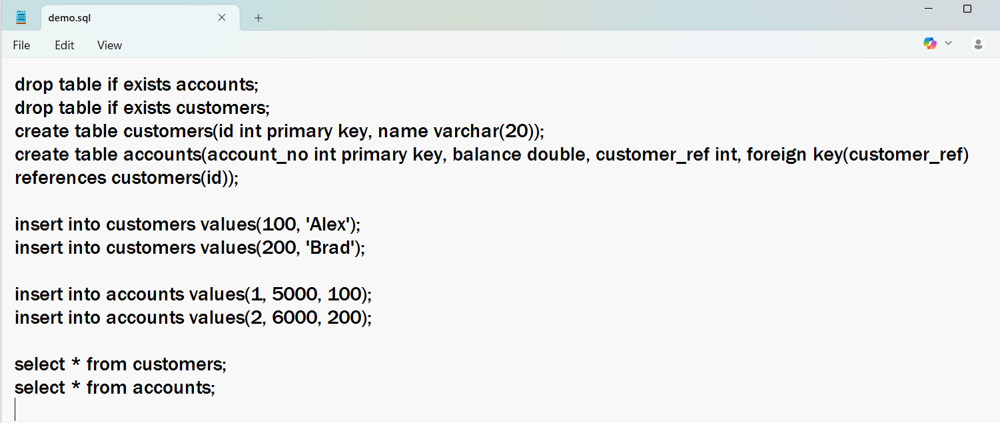 demo.sql
File Edit View
drop table if exists accounts;
drop table if exists customers;
create table customers(id int primary key, name varchar(20));
create table accounts(account_no int primary key, balance double, customer_ref int, foreign key(customer_ref)
references customers(id));
insert into customers values(100, 'Alex');
insert into customers values(200, 'Brad');
insert into accounts values(1, 5000, 100);
insert into accounts values(2, 6000, 200);
select * from customers;
select * from accounts;